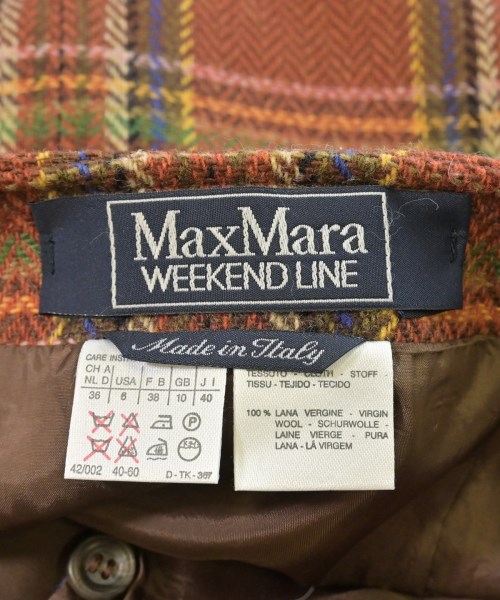 MaxMara
WEEKEND LINE
Made in Italy
CARE INST
CH A
NL D USA F B GB J I
36 6 38 10 40
P
42/002 40-60 D-TK-367
TESSUTO - CLOTH - STOFF -
TISSU - TEJIDO - TECIDO
100% LANA VERGINE - VIRGIN
WOOL - SCHURWOLLE -
LAINE VIERGE - PURA
LANA - LÃ VIRGEM